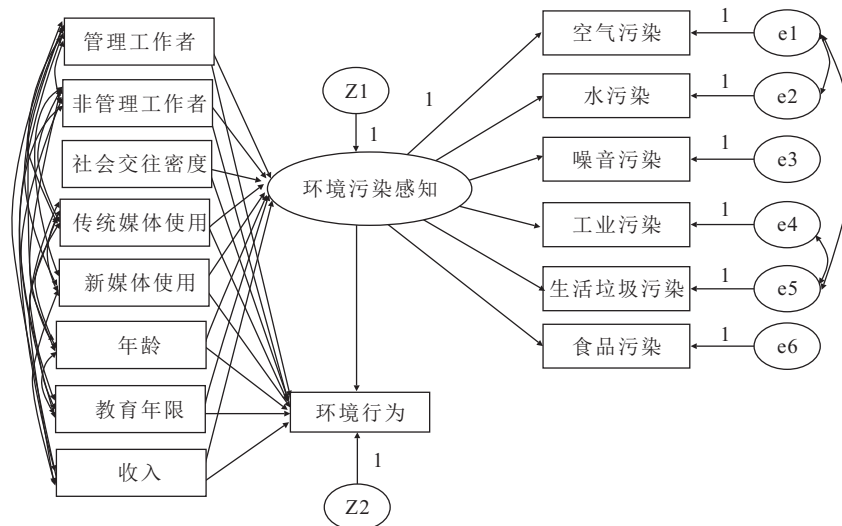 管理工作者
非管理工作者
社会交往密度
传统媒体使用
新媒体使用
年龄
教育年限
收入
Z1
1
环境污染感知
环境行为
1
Z2
1
空气污染
1
e1
水污染
1
e2
噪音污染
1
e3
工业污染
1
e4
生活垃圾污染
1
e5
食品污染
1
e6